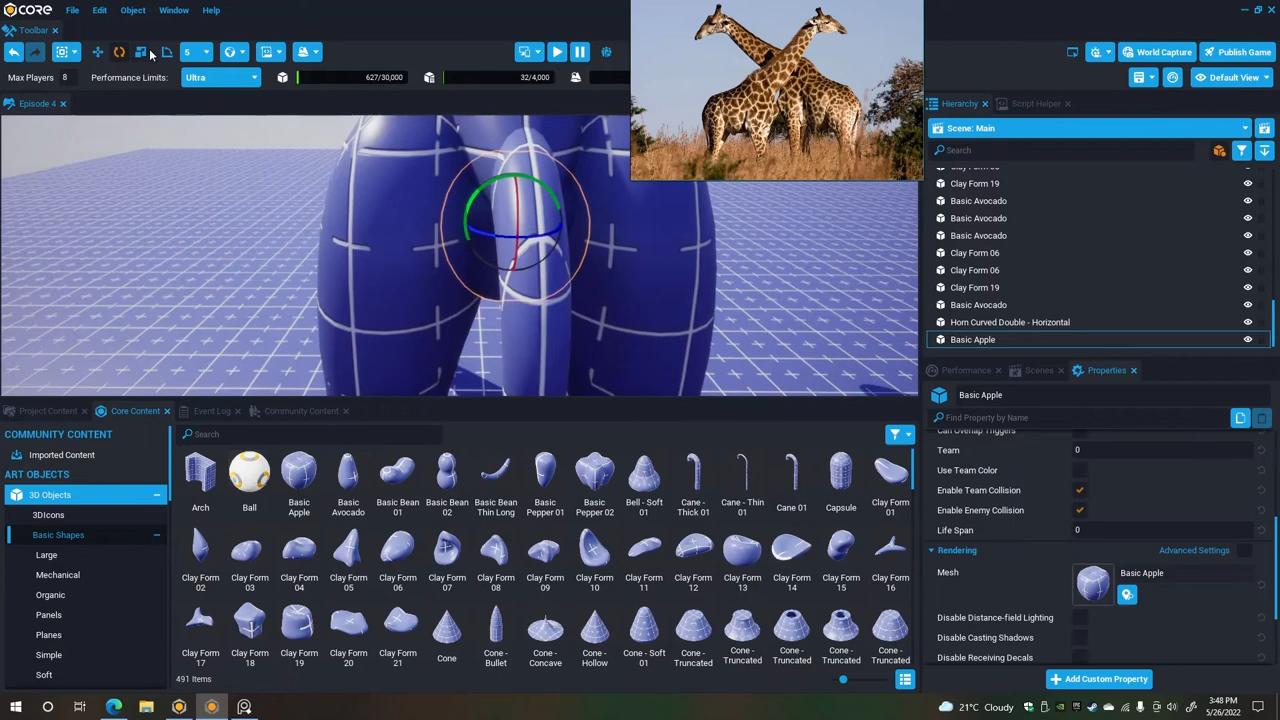 CORE File Edit Object Window Help
Toolbar
5
Max Players 8 Performance Limits: Ultra 627/30,000 32/4,000
World Capture Publish Game
Default View
Episode 4
Hierarchy Script Helper
Scene: Main
Search
Clay Form 19
Basic Avocado
Basic Avocado
Basic Avocado
Clay Form 06
Clay Form 06
Clay Form 19
Basic Avocado
Horn Curved Double - Horizontal
Basic Apple
Performance Scenes Properties
Basic Apple
Find Property by Name
Can Overlap Triggers
Team 0
Use Team Color
Enable Team Collision
Enable Enemy Collision
Life Span 0
Rendering Advanced Settings
Mesh Basic Apple
Disable Distance-field Lighting
Disable Casting Shadows
Disable Receiving Decals
Add Custom Property
Project Content Core Content Event Log Community Content
COMMUNITY CONTENT
Imported Content
ART OBJECTS
3D Objects
3DIcons
Basic Shapes
Large
Mechanical
Organic
Panels
Planes
Simple
Soft
Search
Arch
Ball
Basic Apple
Basic Avocado
Basic Bean 01
Basic Bean 02
Basic Bean Thin Long
Basic Pepper 01
Basic Pepper 02
Bell - Soft 01
Cane - Thick 01
Cane - Thin 01
Cane 01
Capsule
Clay Form 01
Clay Form 02
Clay Form 03
Clay Form 04
Clay Form 05
Clay Form 06
Clay Form 07
Clay Form 08
Clay Form 09
Clay Form 10
Clay Form 11
Clay Form 12
Clay Form 13
Clay Form 14
Clay Form 15
Clay Form 16
Clay Form 17
Clay Form 18
Clay Form 19
Clay Form 20
Clay Form 21
Cone
Cone - Bullet
Cone - Concave
Cone - Hollow
Cone - Soft 01
Cone - Truncated
Cone - Truncated
Cone - Truncated
Cone - Truncated
Cone - Truncated
491 Items
21°C Cloudy
3:48 PM
5/26/2022